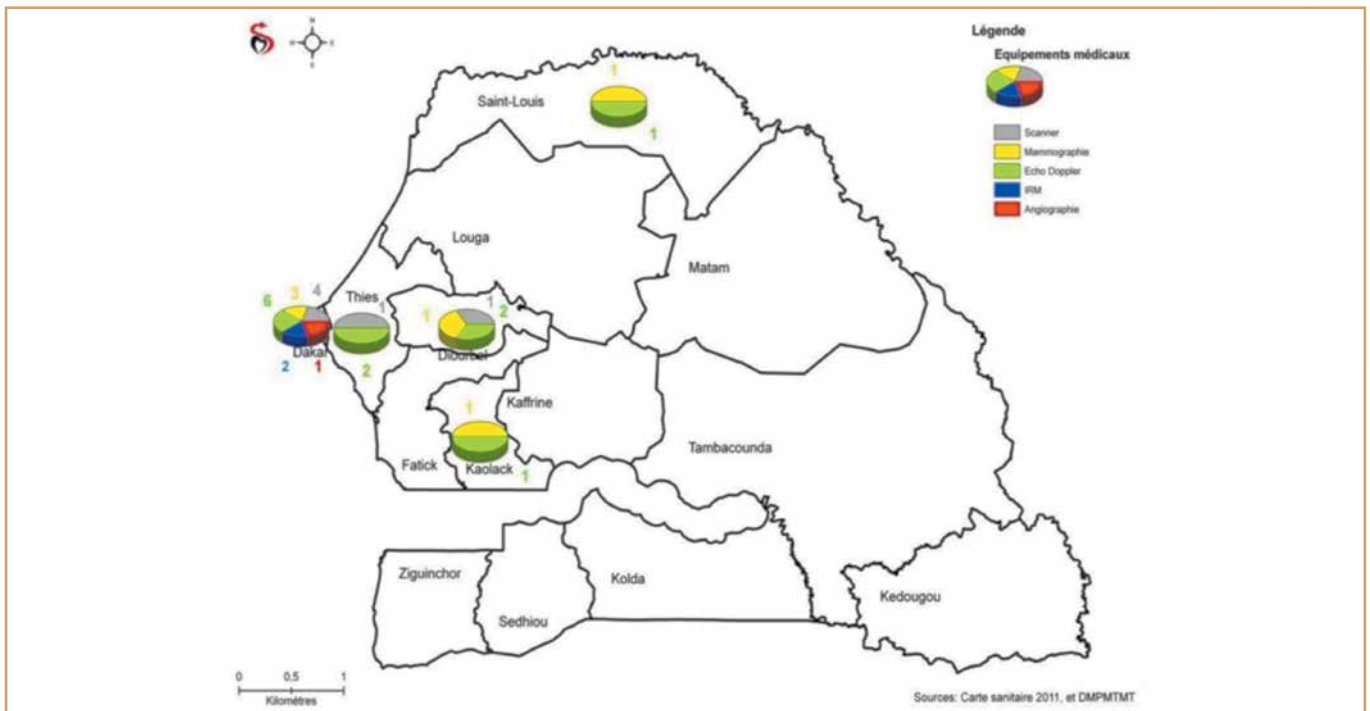 N
E
S
Légende
Equipements médicaux
Scanner
Mammographie
Echo Doppler
IRM
Angiographie
1
Saint-Louis
1
Louga
Matam
6
3
4
Thies
1
1
1
2
Dakar
Diourbel
2
1
2
1
Kaffrine
Tambacounda
Fatick
Kaolack
1
Ziguinchor
Sedhiou
Kolda
Kedougou
0 0,5 1
Kilomètres
Sources: Carte sanitaire 2011, et DMPMTMT